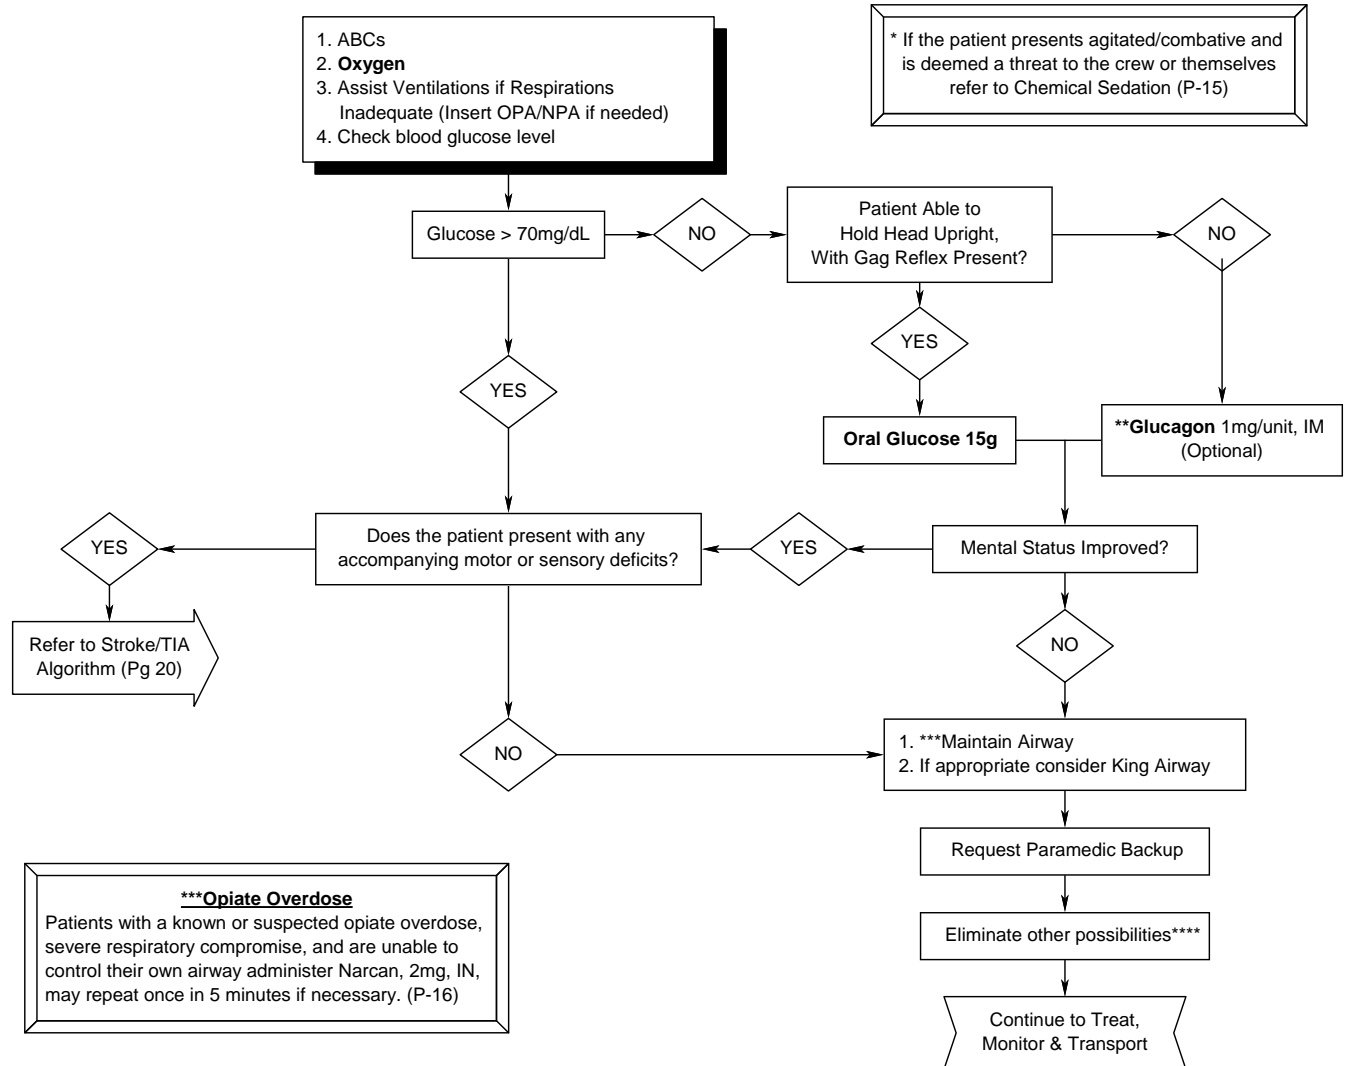 1. ABCs
2. Oxygen
3. Assist Ventilations if Respirations
Inadequate (Insert OPA/NPA if needed)
4. Check blood glucose level
* If the patient presents agitated/combative and
is deemed a threat to the crew or themselves
refer to Chemical Sedation (P-15)
Glucose > 70mg/dL
NO
Patient Able to
Hold Head Upright,
With Gag Reflex Present?
NO
YES
YES
Oral Glucose 15g
**Glucagon 1mg/unit, IM
(Optional)
YES
Does the patient present with any
accompanying motor or sensory deficits?
YES
Mental Status Improved?
Refer to Stroke/TIA
Algorithm (Pg 20)
NO
NO
1. ***Maintain Airway
2. If appropriate consider King Airway
Request Paramedic Backup
***Opiate Overdose
Patients with a known or suspected opiate overdose,
severe respiratory compromise, and are unable to
control their own airway administer Narcan, 2mg, IN,
may repeat once in 5 minutes if necessary. (P-16)
Eliminate other possibilities****
Continue to Treat,
Monitor & Transport